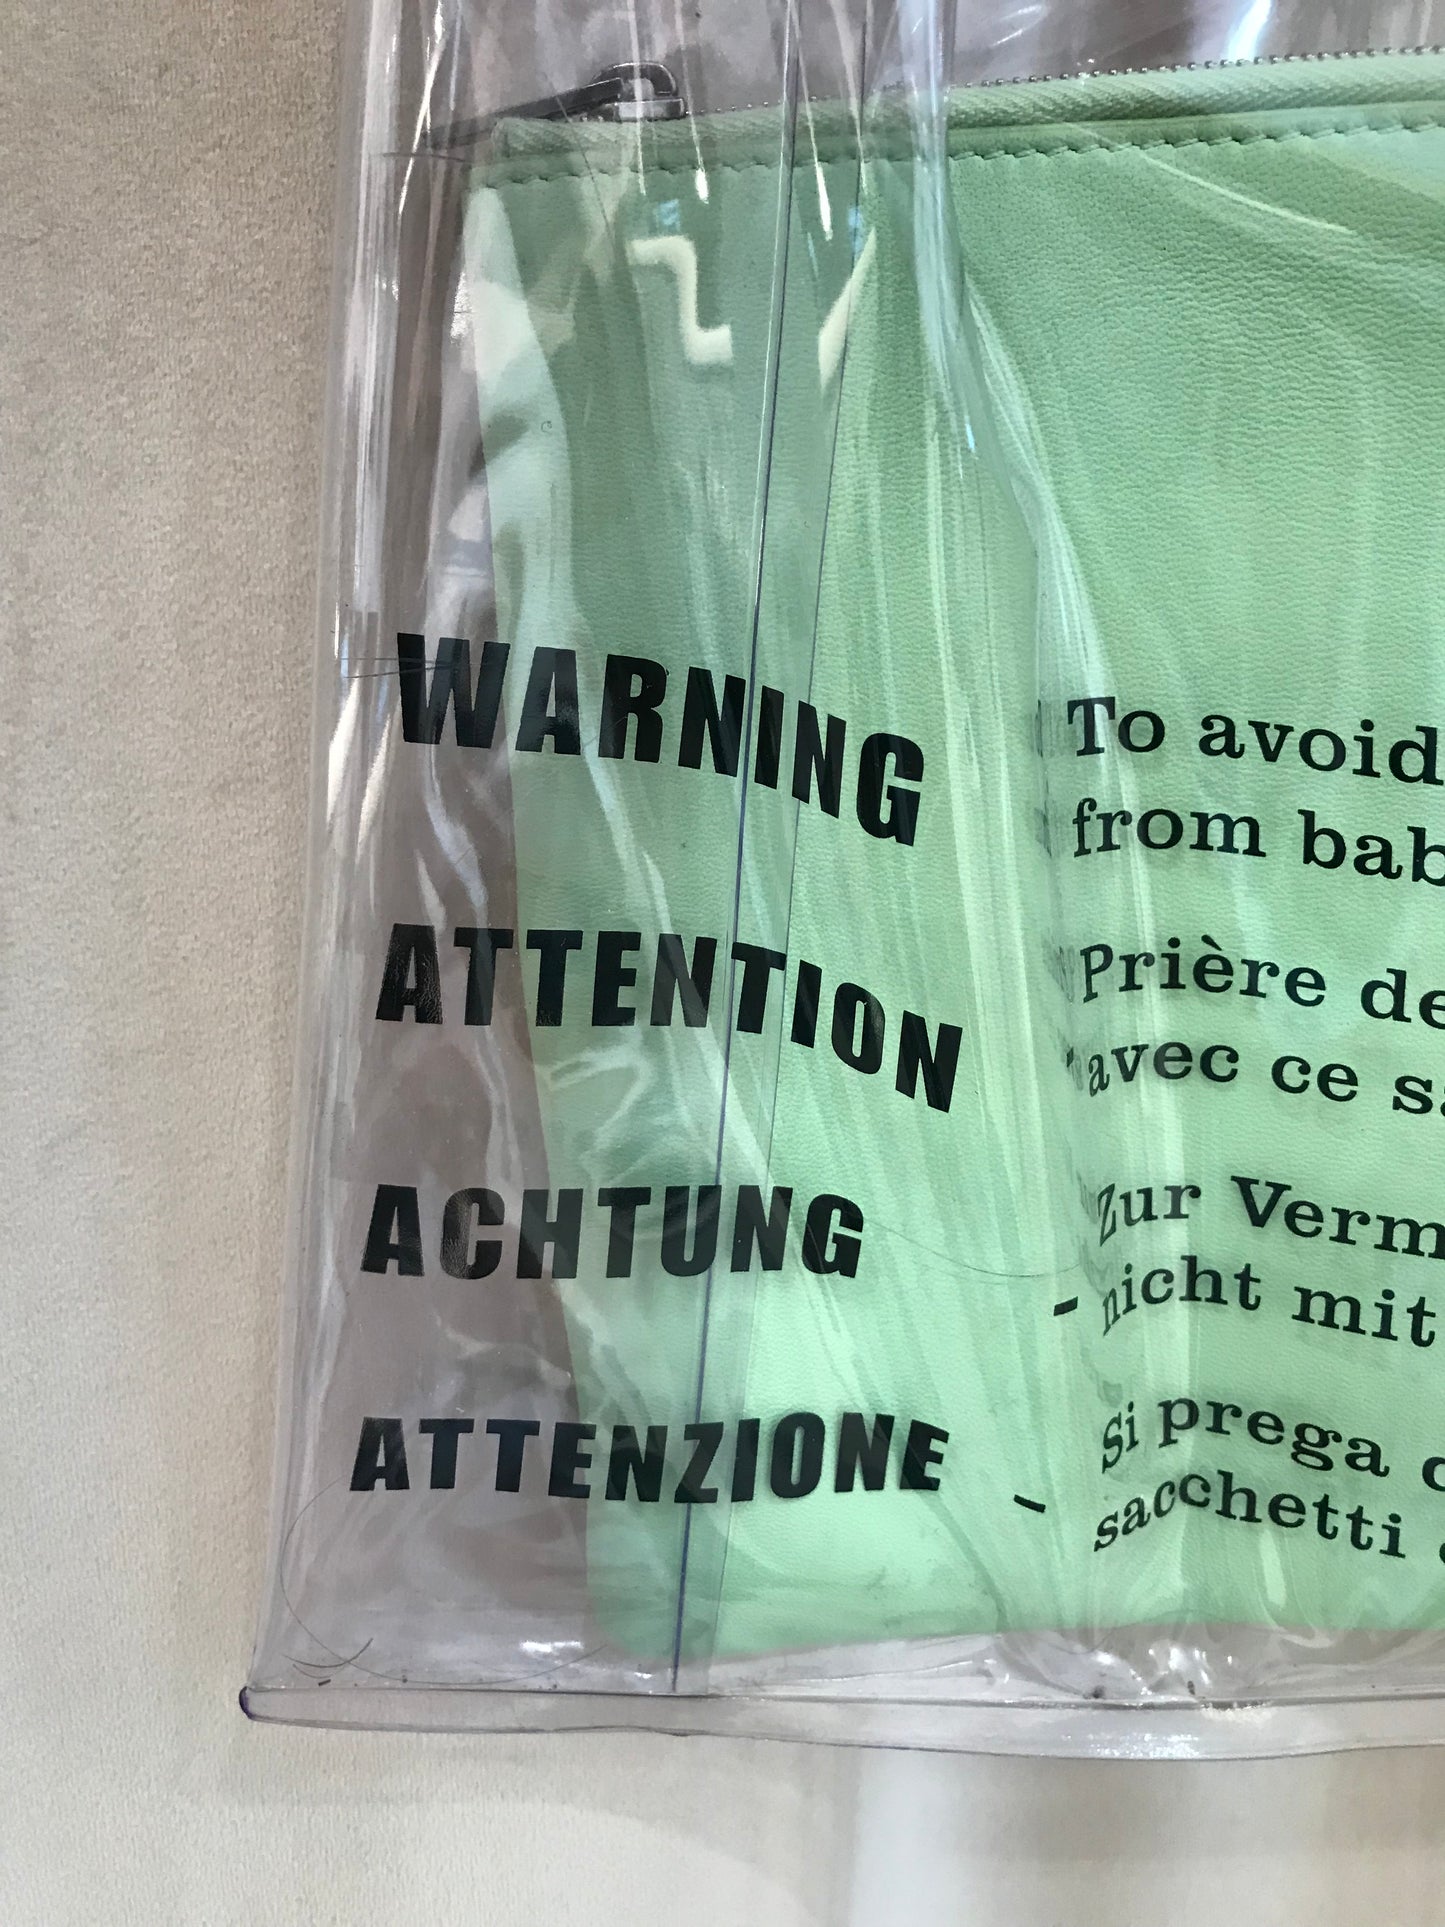 WARNING
To avoid
from bab
ATTENTION
Prière de
avec ce s
ACHTUNG
Zur Verm
- nicht mit
ATTENZIONE
Si prega
- sacchetti